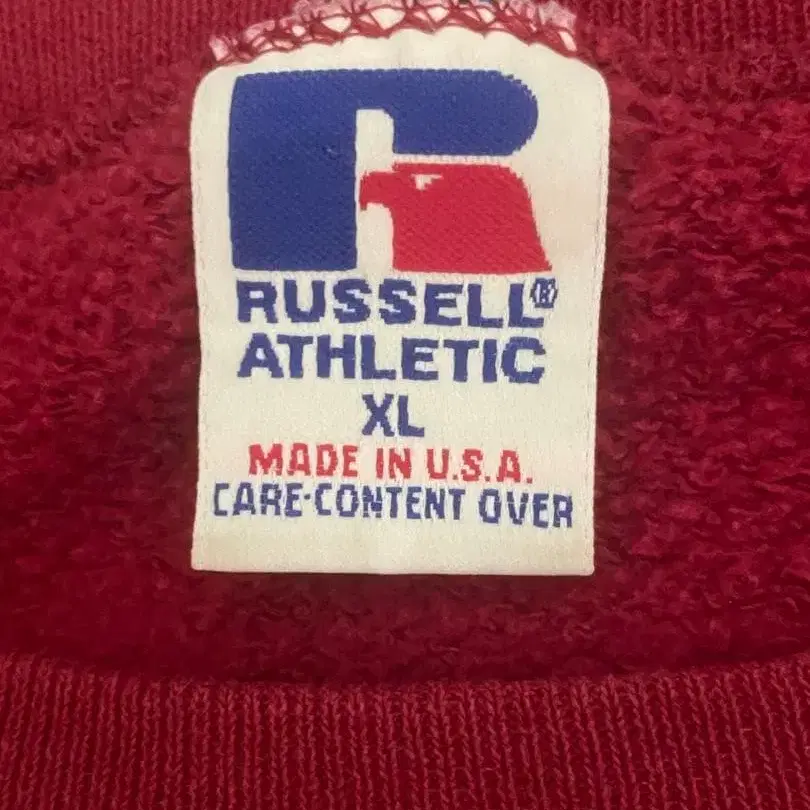 RUSSELL®
ATHLETIC
XL
MADE IN U.S.A.
CARE·CONTENT OVER